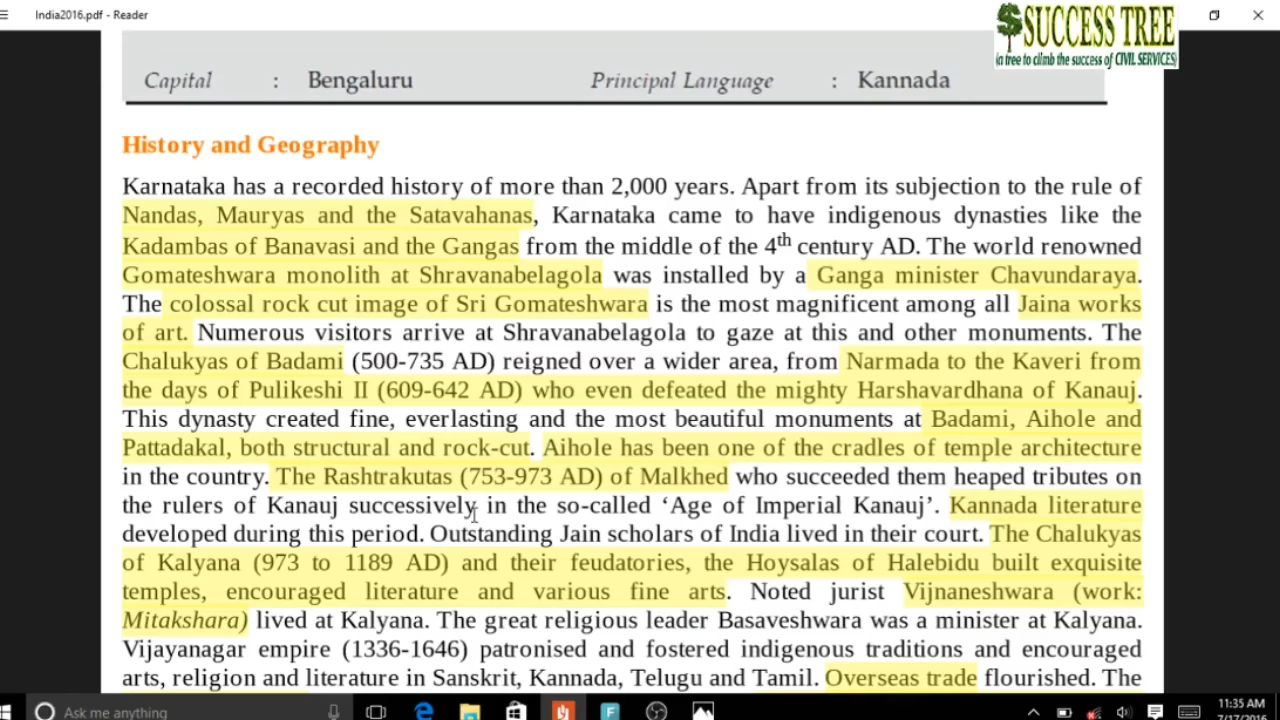 India2016.pdf - Reader
SUCCESS TREE
(a tree to climb the success of CIVIL SERVICES)
Capital : Bengaluru Principal Language : Kannada
History and Geography
Karnataka has a recorded history of more than 2,000 years. Apart from its subjection to the rule of
Nandas, Mauryas and the Satavahanas, Karnataka came to have indigenous dynasties like the
Kadambas of Banavasi and the Gangas from the middle of the 4th century AD. The world renowned
Gomateshwara monolith at Shravanabelagola was installed by a Ganga minister Chavundaraya.
The colossal rock cut image of Sri Gomateshwara is the most magnificent among all Jaina works
of art. Numerous visitors arrive at Shravanabelagola to gaze at this and other monuments. The
Chalukyas of Badami (500-735 AD) reigned over a wider area, from Narmada to the Kaveri from
the days of Pulikeshi II (609-642 AD) who even defeated the mighty Harshavardhana of Kanauj.
This dynasty created fine, everlasting and the most beautiful monuments at Badami, Aihole and
Pattadakal, both structural and rock-cut. Aihole has been one of the cradles of temple architecture
in the country. The Rashtrakutas (753-973 AD) of Malkhed who succeeded them heaped tributes on
the rulers of Kanauj successively in the so-called ‘Age of Imperial Kanauj’. Kannada literature
developed during this period. Outstanding Jain scholars of India lived in their court. The Chalukyas
of Kalyana (973 to 1189 AD) and their feudatories, the Hoysalas of Halebidu built exquisite
temples, encouraged literature and various fine arts. Noted jurist Vijnaneshwara (work:
Mitakshara) lived at Kalyana. The great religious leader Basaveshwara was a minister at Kalyana.
Vijayanagar empire (1336-1646) patronised and fostered indigenous traditions and encouraged
arts, religion and literature in Sanskrit, Kannada, Telugu and Tamil. Overseas trade flourished. The
Ask me anything
11:35 AM
7/17/2016